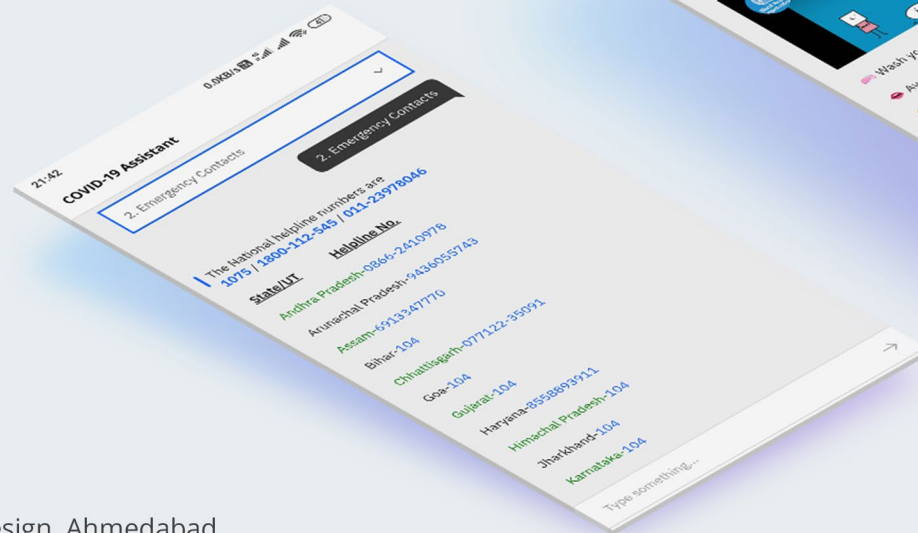 21:42
0.0KB/s
41
COVID-19 Assistant
2. Emergency Contacts
2. Emergency Contacts
The National helpline numbers are
1075 / 1800-112-545 / 011-23978046
State/UT Helpline No.
Andhra Pradesh-0866-2410978
Arunachal Pradesh-9436055743
Assam-6913347770
Bihar-104
Chhattisgarh-077122-35091
Goa-104
Gujarat-104
Haryana-8558893911
Himachal Pradesh-104
Jharkhand-104
Karnataka-104
Type something...
Wash
Ahmedabad